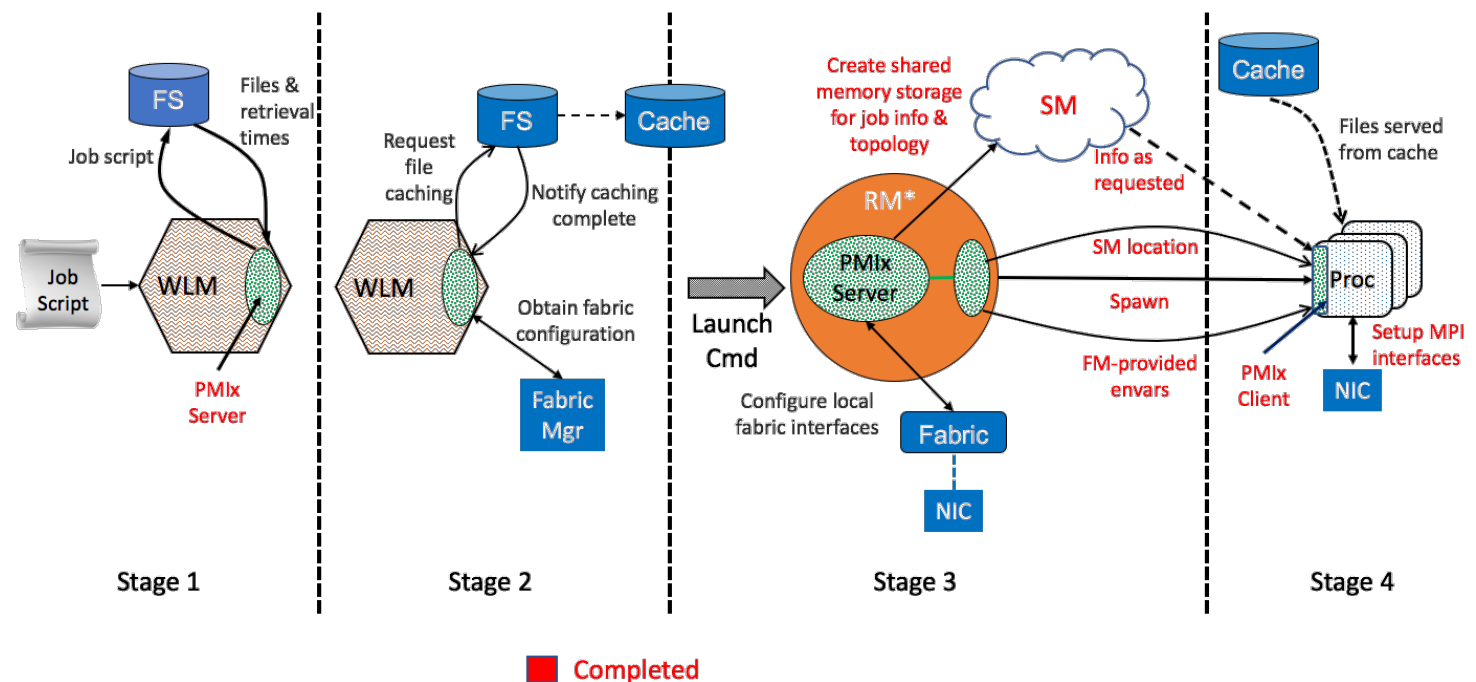 FS
Files &
retrieval
times
Job script
Job
Script
WLM
PMIx
Server
Stage 1
FS
Cache
Request
file
caching
Notify caching
complete
WLM
Obtain fabric
configuration
Fabric
Mgr
Stage 2
Launch
Cmd
Create shared
memory storage
for job info &
topology
SM
Info as
requested
RM*
PMIx
Server
SM location
Spawn
FM-provided
envars
Configure local
fabric interfaces
Fabric
NIC
Stage 3
Cache
Files served
from cache
Proc
Setup MPI
interfaces
PMIx
Client
NIC
Stage 4
Completed